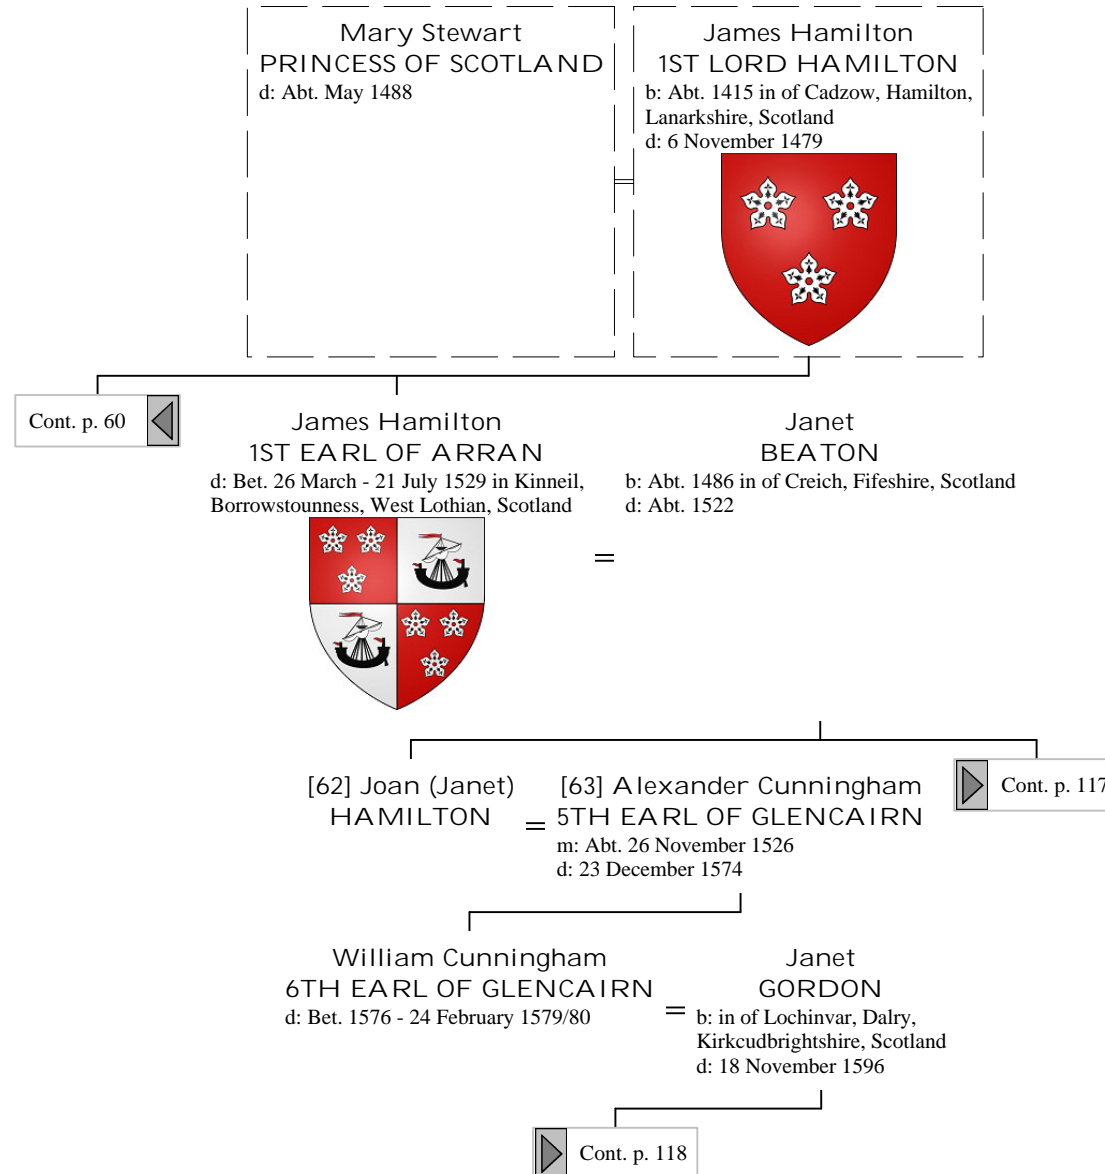 Mary Stewart
PRINCESS OF SCOTLAND
d: Abt. May 1488
James Hamilton
1ST LORD HAMILTON
b: Abt. 1415 in of Cadzow, Hamilton,
Lanarkshire, Scotland
d: 6 November 1479
Cont. p. 60
James Hamilton
1ST EARL OF ARRAN
d: Bet. 26 March - 21 July 1529 in Kinneil,
Borrowstounness, West Lothian, Scotland
=
Janet
BEATON
b: Abt. 1486 in of Creich, Fifeshire, Scotland
d: Abt. 1522
[62] Joan (Janet)
HAMILTON
=
[63] Alexander Cunningham
5TH EARL OF GLENCAIRN
m: Abt. 26 November 1526
d: 23 December 1574
Cont. p. 117
William Cunningham
6TH EARL OF GLENCAIRN
d: Bet. 1576 - 24 February 1579/80
=
Janet
GORDON
b: in of Lochinvar, Dalry,
Kirkcudbrightshire, Scotland
d: 18 November 1596
Cont. p. 118